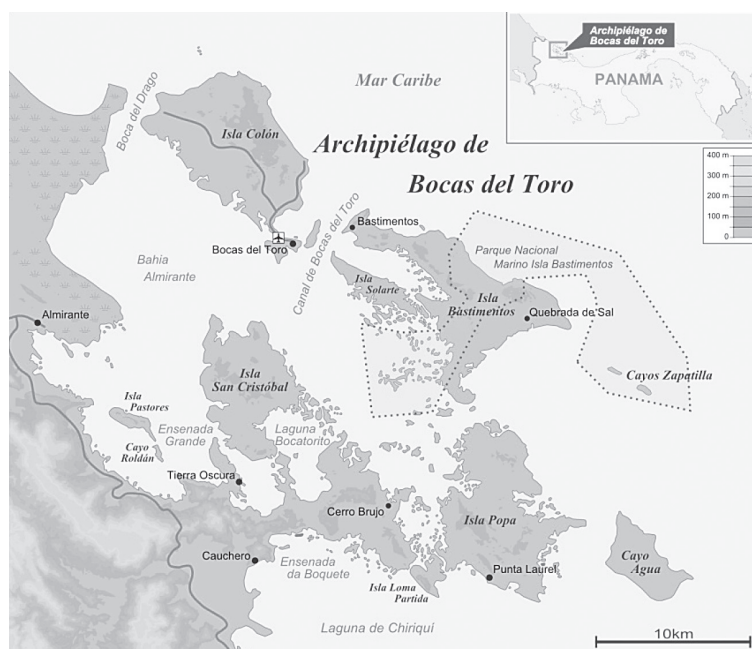 Archipiélago de
Bocas del Toro
PANAMA
Mar Caribe
Boca del Drago
Isla Colón
Archipiélago de
Bocas del Toro
400 m
300 m
200 m
100 m
0
Bastimentos
Bocas del Toro
Canal de Bocas del Toro
Parque Nacional
Marino Isla Bastimentos
Bahia
Almirante
Isla
Solarte
Isla
Bastimentos
Quebrada de Sal
Almirante
Isla
San Cristóbal
Cayos Zapatilla
Isla
Pastores
Ensenada
Grande
Laguna
Bocatorito
Cayo
Roldán
Tierra Oscura
Cerro Brujo
Isla Popa
Cauchero
Ensenada
da Boquete
Cayo
Agua
Punta Laurel
Isla Loma
Partida
Laguna de Chiriquí
10km